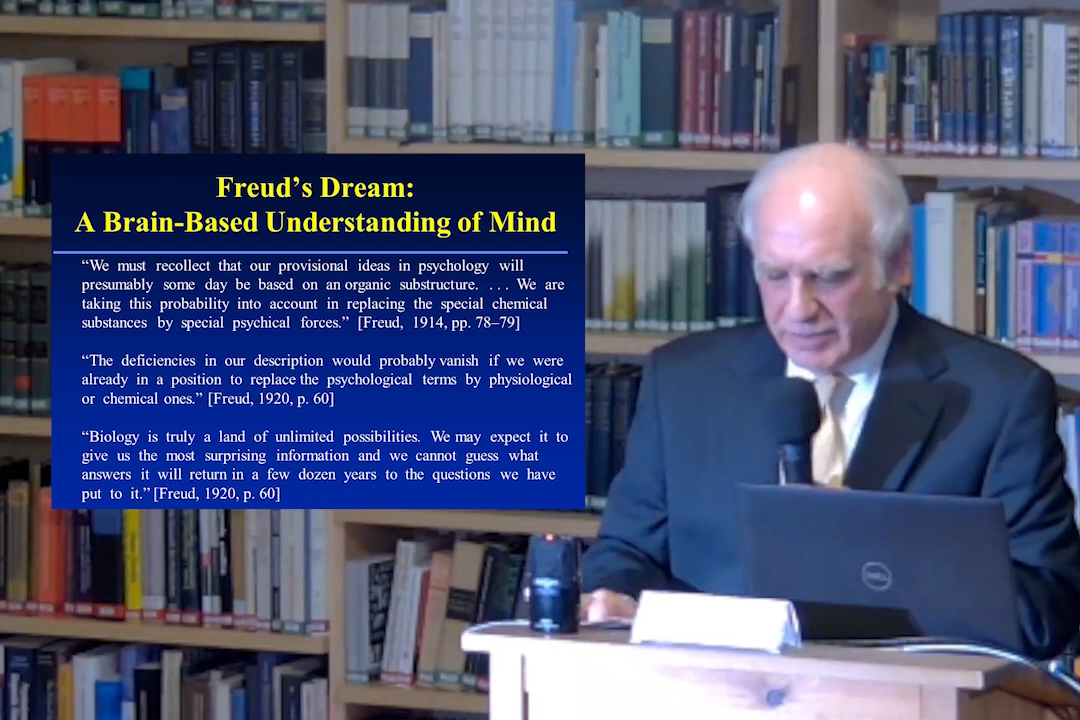 Freud's Dream:
A Brain-Based Understanding of Mind
“We must recollect that our provisional ideas in psychology will
presumably some day be based on an organic substructure. . . . We are
taking this probability into account in replacing the special chemical
substances by special psychical forces.” [Freud, 1914, pp. 78–79]
“The deficiencies in our description would probably vanish if we were
already in a position to replace the psychological terms by physiological
or chemical ones.” [Freud, 1920, p. 60]
“Biology is truly a land of unlimited possibilities. We may expect it to
give us the most surprising information and we cannot guess what
answers it will return in a few dozen years to the questions we have
put to it.” [Freud, 1920, p. 60]
DELL